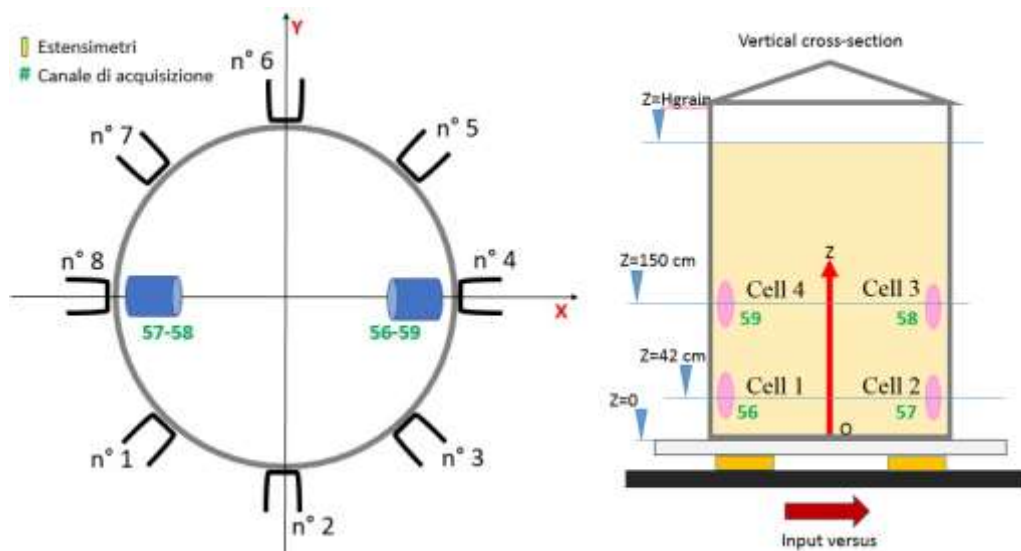 Estensimetri
# Canale di acquisizione
Y
n° 6
n° 7
n° 5
n° 8
n° 4
X
57-58
56-59
n° 1
n° 3
n° 2
Vertical cross-section
Z=Hgrain
Z
Z=150 cm
Cell 4
Cell 3
59
58
Z=42 cm
Cell 1
Cell 2
Z=0
56
57
O
Input versus